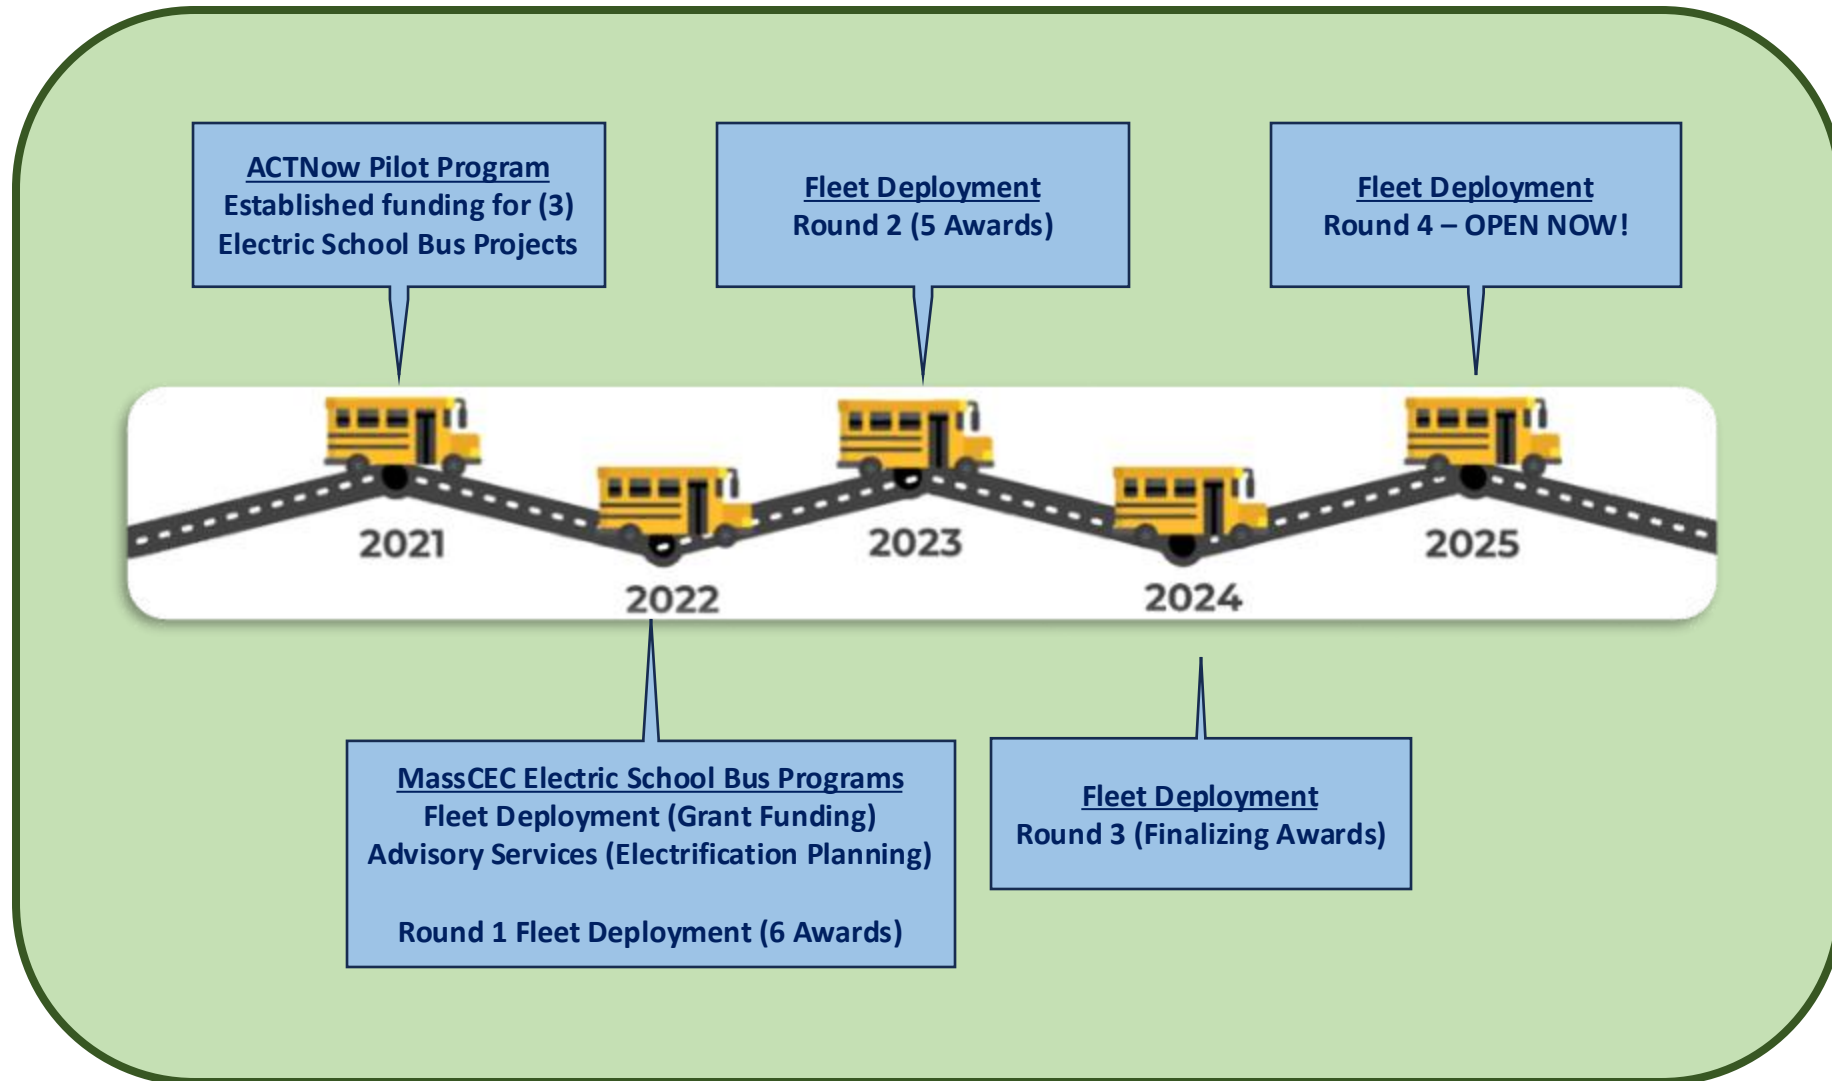 ACTNow Pilot Program
Established funding for (3)
Electric School Bus Projects
Fleet Deployment
Round 2 (5 Awards)
Fleet Deployment
Round 4 – OPEN NOW!
2021
2022
2023
2024
2025
MassCEC Electric School Bus Programs
Fleet Deployment (Grant Funding)
Advisory Services (Electrification Planning)
Round 1 Fleet Deployment (6 Awards)
Fleet Deployment
Round 3 (Finalizing Awards)